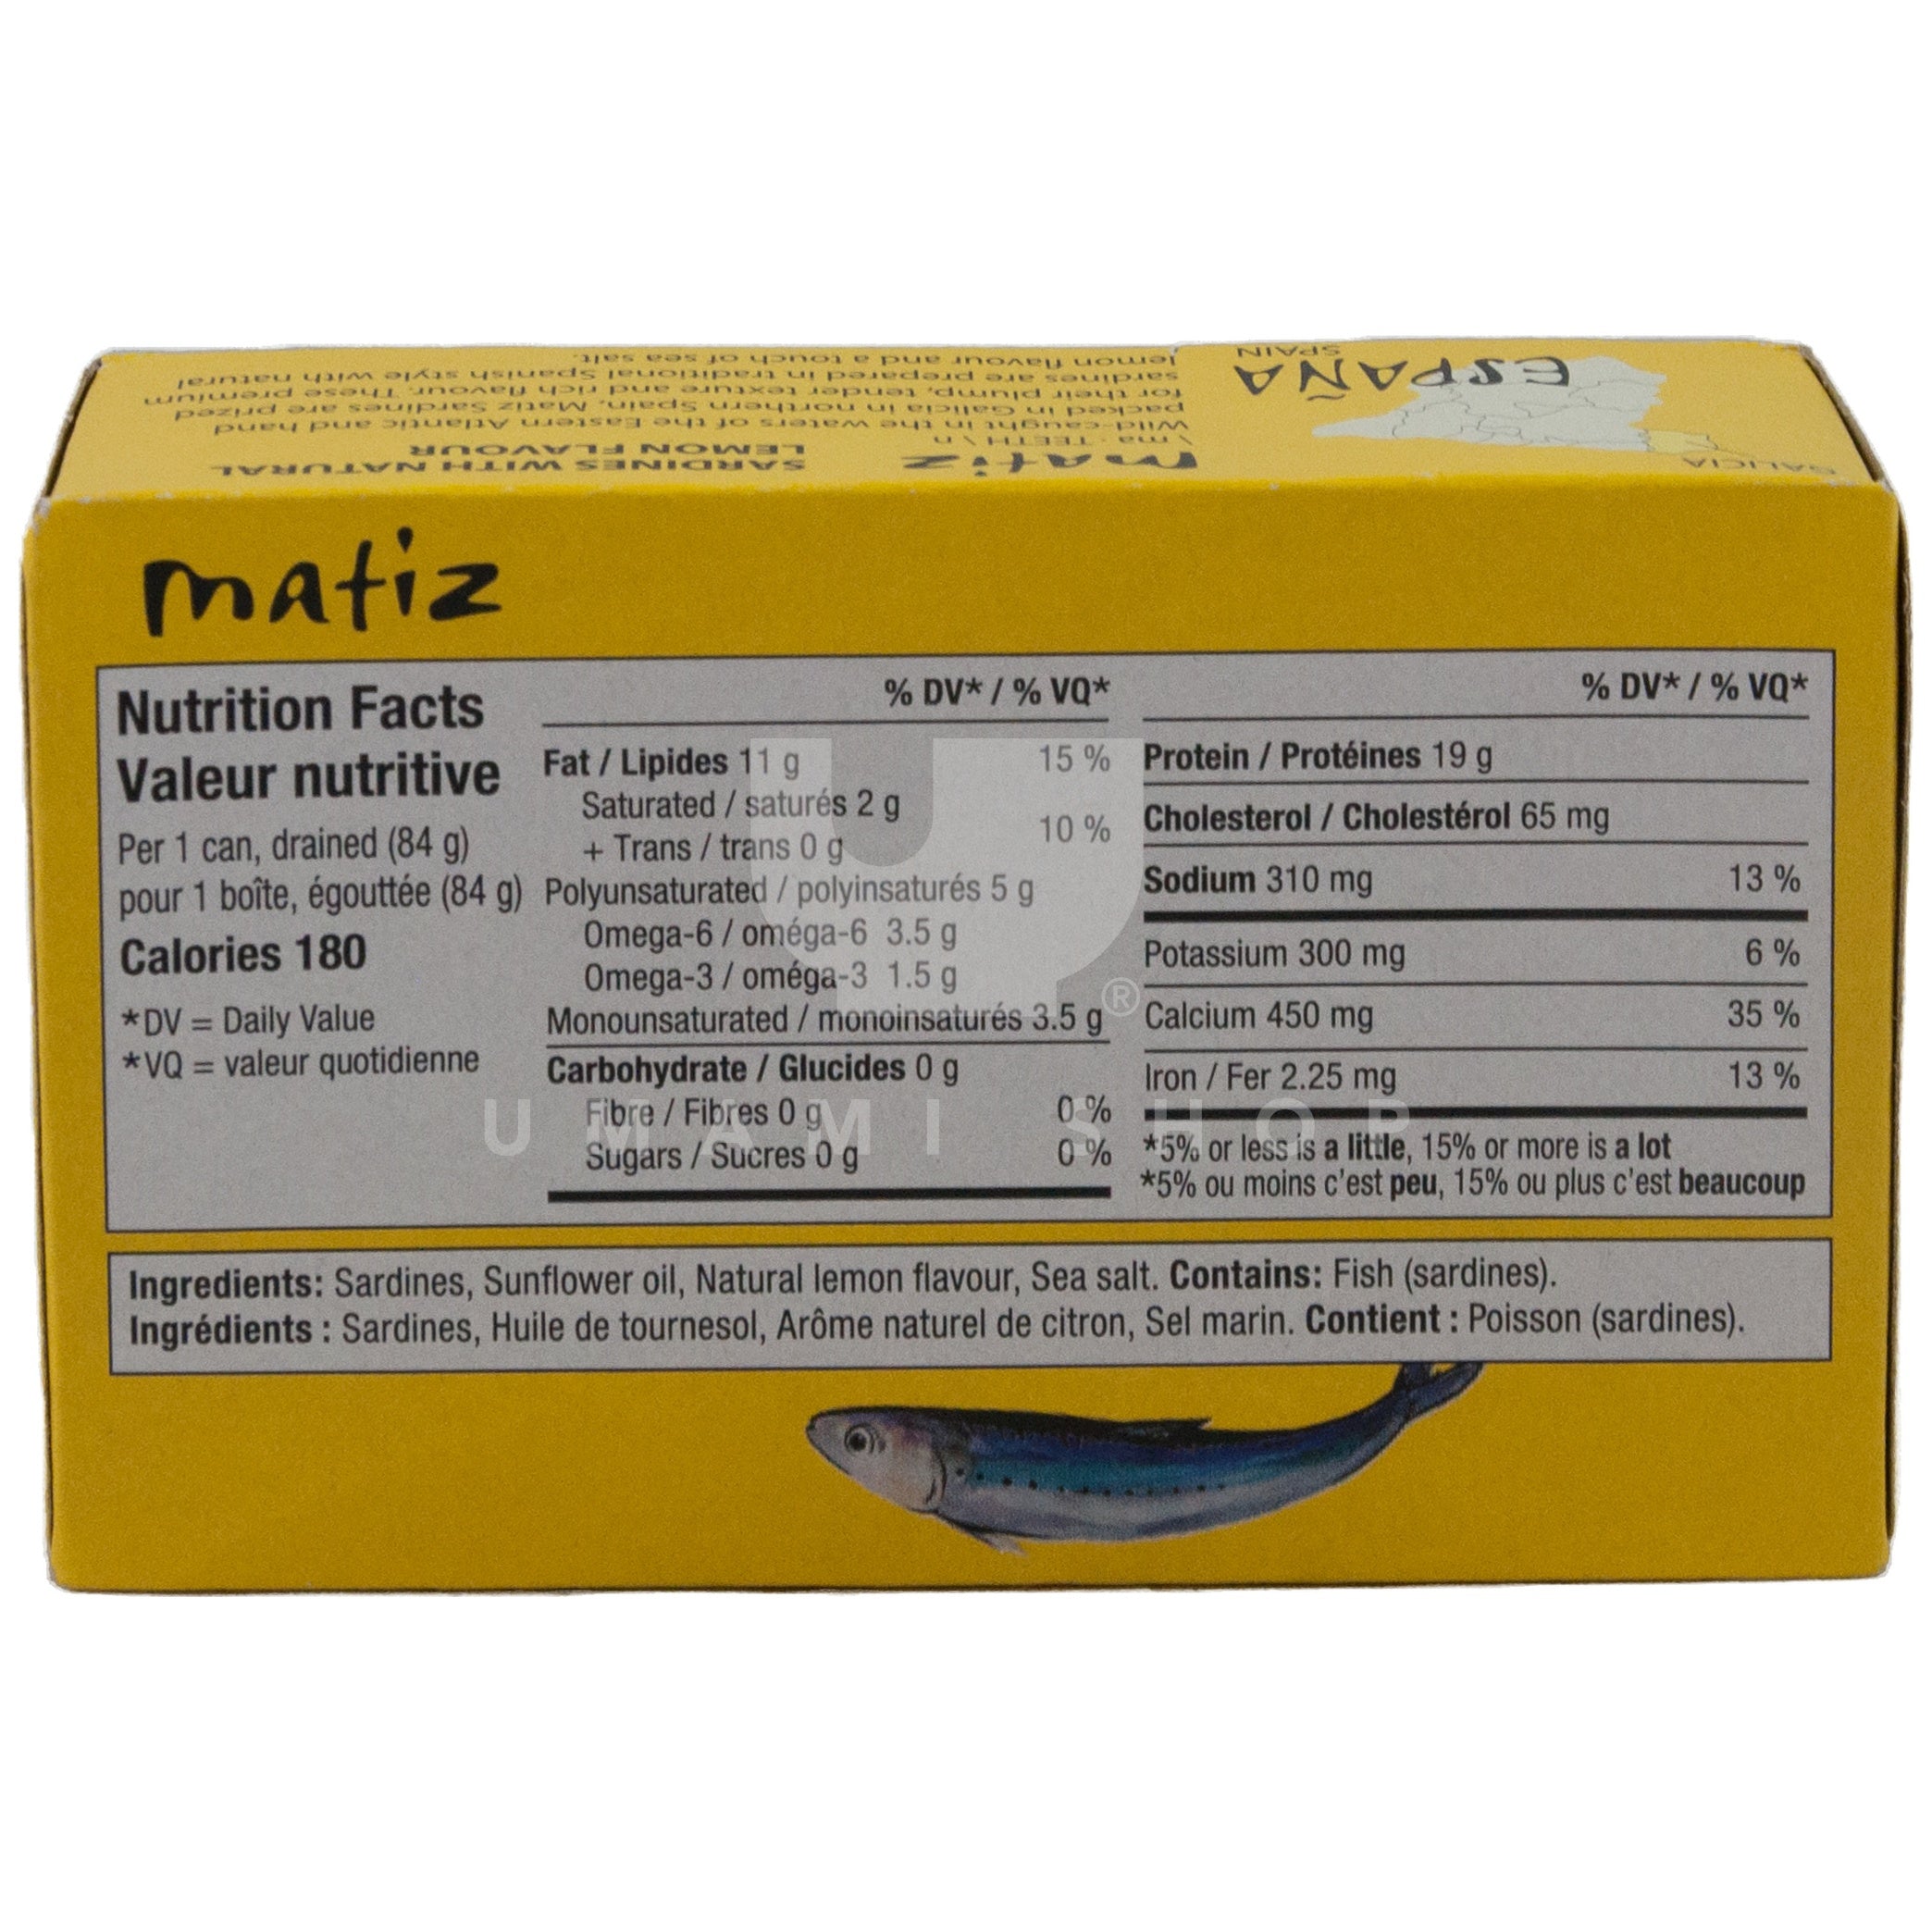 GALICIA
ESPAÑA
SPAIN
matiz
\ ma · TEETH \ n
SARDINES WITH NATURAL
LEMON FLAVOUR
Wild-caught in the waters of the Eastern Atlantic and hand
packed in Galicia in northern Spain, Matiz Sardines are prized
for their plump, tender, texture and rich flavour. These premium
sardines are prepared in traditional Spanish style with natural
lemon flavour and a touch of sea salt.
matiz
Nutrition Facts
Valeur nutritive
Per 1 can, drained (84 g)
pour 1 boîte, égouttée (84 g)
Calories 180
*DV = Daily Value
*VQ = valeur quotidienne
% DV* / % VQ*
Fat / Lipides 11 g 15 %
Saturated / saturés 2 g
+ Trans / trans 0 g 10 %
Polyunsaturated / polyinsaturés 5 g
Omega-6 / oméga-6 3.5 g
Omega-3 / oméga-3 1.5 g
Monounsaturated / monoinsaturés 3.5 g
Carbohydrate / Glucides 0 g
Fibre / Fibres 0 g 0 %
Sugars / Sucres 0 g 0 %
% DV* / % VQ*
Protein / Protéines 19 g
Cholesterol / Cholestérol 65 mg
Sodium 310 mg 13 %
Potassium 300 mg 6 %
Calcium 450 mg 35 %
Iron / Fer 2.25 mg 13 %
*5% or less is a little, 15% or more is a lot
*5% ou moins c'est peu, 15% ou plus c'est beaucoup
®
UMAMI SHOP
Ingredients: Sardines, Sunflower oil, Natural lemon flavour, Sea salt. Contains: Fish (sardines).
Ingrédients : Sardines, Huile de tournesol, Arôme naturel de citron, Sel marin. Contient : Poisson (sardines).